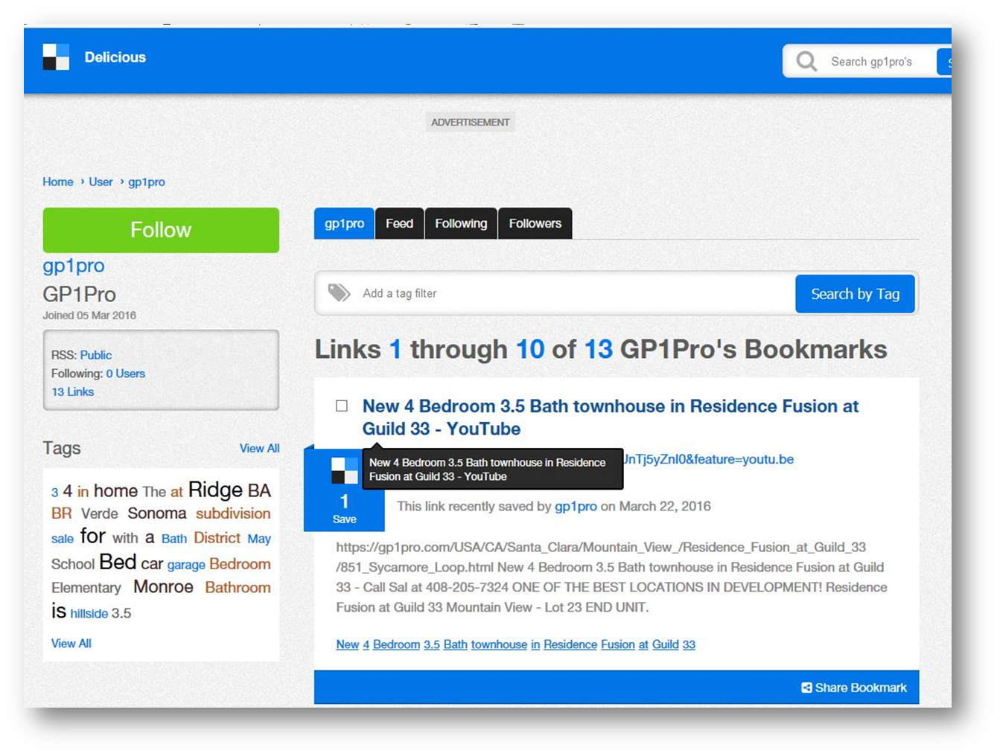 Delicious
Search gp1pro's
ADVERTISEMENT
Home › User › gp1pro
Follow
gp1pro
GP1Pro
Joined 05 Mar 2016
RSS: Public
Following: 0 Users
13 Links
Tags View All
3 4 in home The at Ridge BA
BR Verde Sonoma subdivision
sale for with a Bath District May
School Bed car garage Bedroom
Elementary Monroe Bathroom
is hillside 3.5
View All
gp1pro Feed Following Followers
Add a tag filter
Search by Tag
Links 1 through 10 of 13 GP1Pro's Bookmarks
New 4 Bedroom 3.5 Bath townhouse in Residence Fusion at
Guild 33 - YouTube
New 4 Bedroom 3.5 Bath townhouse in Residence
Fusion at Guild 33 - YouTube
JnTj5yZnI0&feature=youtu.be
1
Save
This link recently saved by gp1pro on March 22, 2016
https://gp1pro.com/USA/CA/Santa_Clara/Mountain_View_/Residence_Fusion_at_Guild_33
/851_Sycamore_Loop.html New 4 Bedroom 3.5 Bath townhouse in Residence Fusion at Guild
33 - Call Sal at 408-205-7324 ONE OF THE BEST LOCATIONS IN DEVELOPMENT! Residence
Fusion at Guild 33 Mountain View - Lot 23 END UNIT.
New 4 Bedroom 3.5 Bath townhouse in Residence Fusion at Guild 33
Share Bookmark